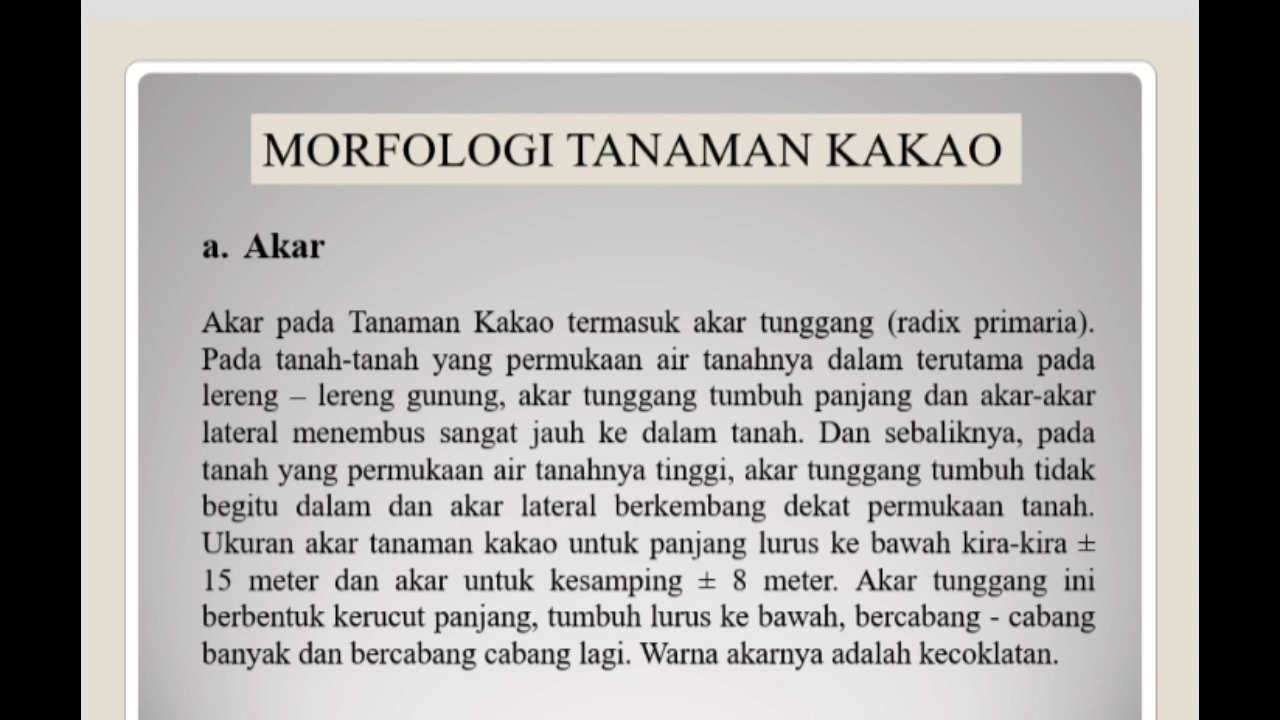 MORFOLOGI TANAMAN KAKAO
a. Akar
Akar pada Tanaman Kakao termasuk akar tunggang (radix primaria).
Pada tanah-tanah yang permukaan air tanahnya dalam terutama pada
lereng – lereng gunung, akar tunggang tumbuh panjang dan akar-akar
lateral menembus sangat jauh ke dalam tanah. Dan sebaliknya, pada
tanah yang permukaan air tanahnya tinggi, akar tunggang tumbuh tidak
begitu dalam dan akar lateral berkembang dekat permukaan tanah.
Ukuran akar tanaman kakao untuk panjang lurus ke bawah kira-kira ±
15 meter dan akar untuk kesamping ± 8 meter. Akar tunggang ini
berbentuk kerucut panjang, tumbuh lurus ke bawah, bercabang - cabang
banyak dan bercabang cabang lagi. Warna akarnya adalah kecoklatan.